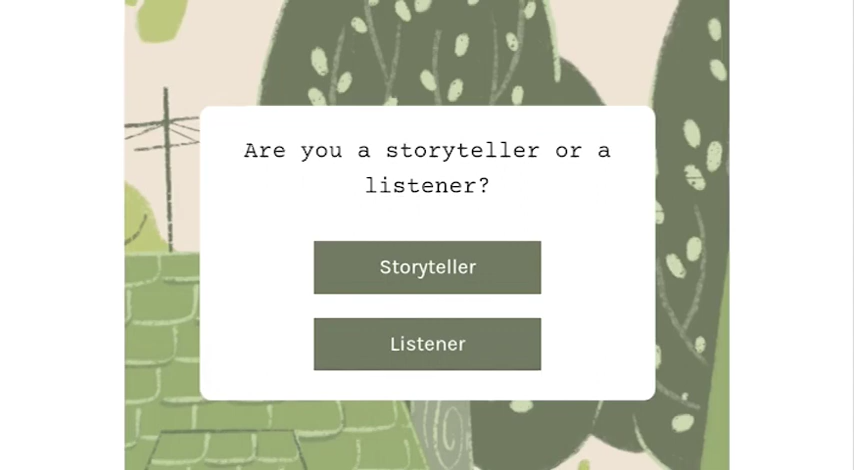 Are you a storyteller or a
listener?
Storyteller
Listener